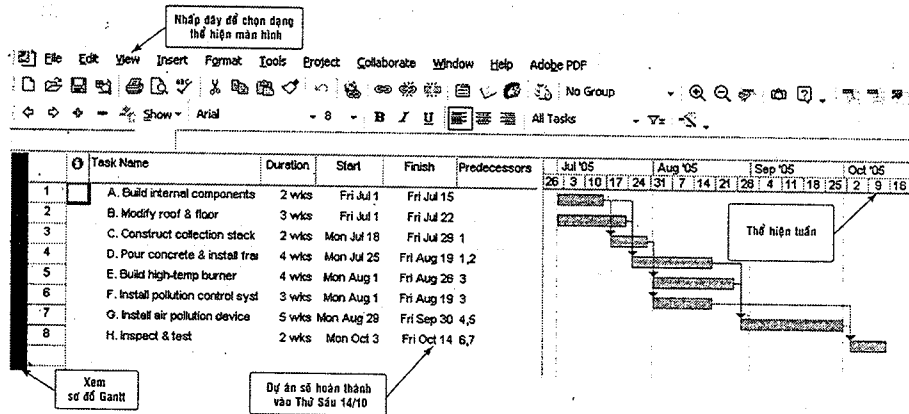 Nhấp đây để chọn dạng
thể hiện màn hình
File Edit View Insert Format Tools Project Collaborate Window Help Adobe PDF
No Group
Show Arial 8 B I U All Tasks
Task Name Duration Start Finish Predecessors Jul '05 Aug '05 Sep '05 Oct '05
26 3 10 17 24 31 7 14 21 28 4 11 18 25 2 9 16
1 A. Build internal components 2 wks Fri Jul 1 Fri Jul 15
2 B. Modify roof & floor 3 wks Fri Jul 1 Fri Jul 22
3 C. Construct collection stack 2 wks Mon Jul 18 Fri Jul 29 1
4 D. Pour concrete & install frar 4 wks Mon Jul 25 Fri Aug 19 1,2
5 E. Build high-temp burner 4 wks Mon Aug 1 Fri Aug 26 3
6 F. Install pollution control syst 3 wks Mon Aug 1 Fri Aug 19 3
7 G. Install air pollution device 5 wks Mon Aug 29 Fri Sep 30 4,5
8 H. Inspect & test 2 wks Mon Oct 3 Fri Oct 14 6,7
Thể hiện tuần
Xem
sơ đồ Gantt
Dự án sẽ hoàn thành
vào Thứ Sáu 14/10